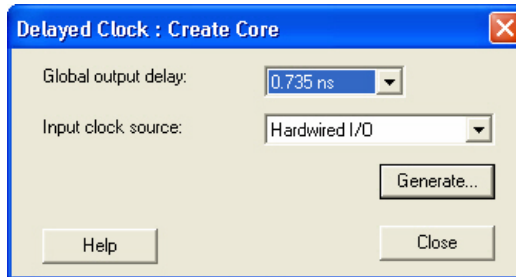 Delayed Clock : Create Core
Global output delay: 0.735 ns
Input clock source: Hardwired I/O
Generate...
Help Close